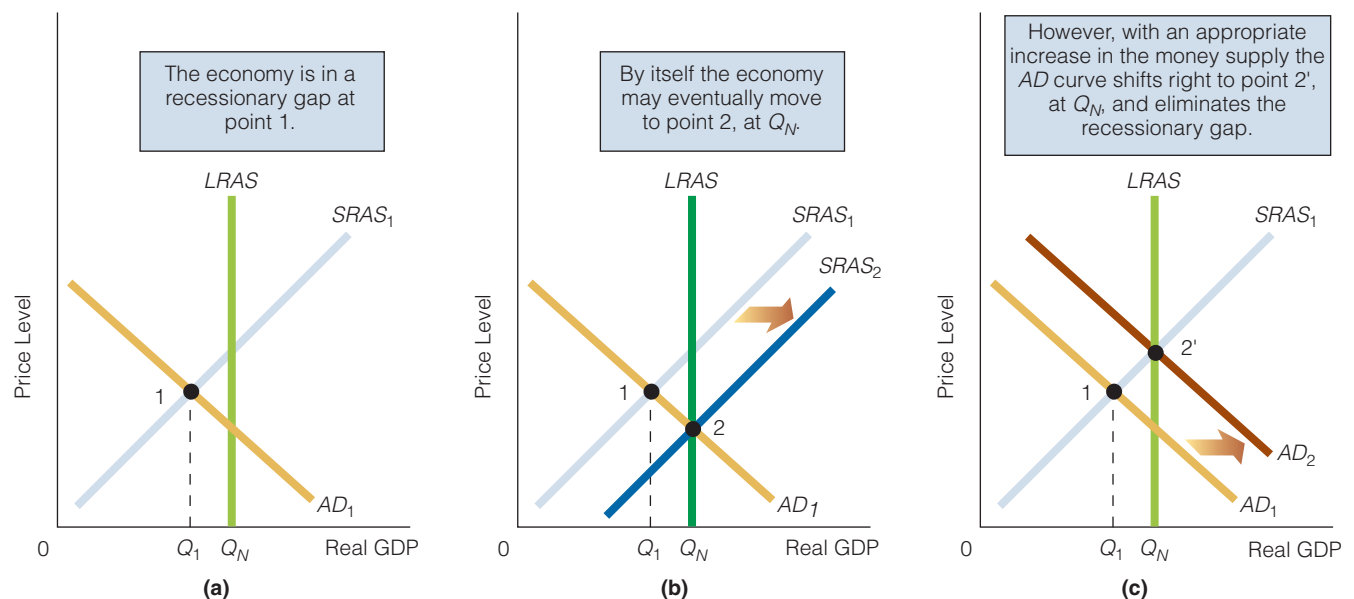 The economy is in a
recessionary gap at
point 1.
LRAS
SRAS1
Price Level
1
AD1
0
Q1
QN
Real GDP
(a)
By itself the economy
may eventually move
to point 2, at QN.
LRAS
SRAS1
SRAS2
Price Level
1
2
AD1
0
Q1
QN
Real GDP
(b)
However, with an appropriate
increase in the money supply the
AD curve shifts right to point 2',
at QN, and eliminates the
recessionary gap.
LRAS
SRAS1
Price Level
2'
1
AD2
AD1
0
Q1
QN
Real GDP
(c)